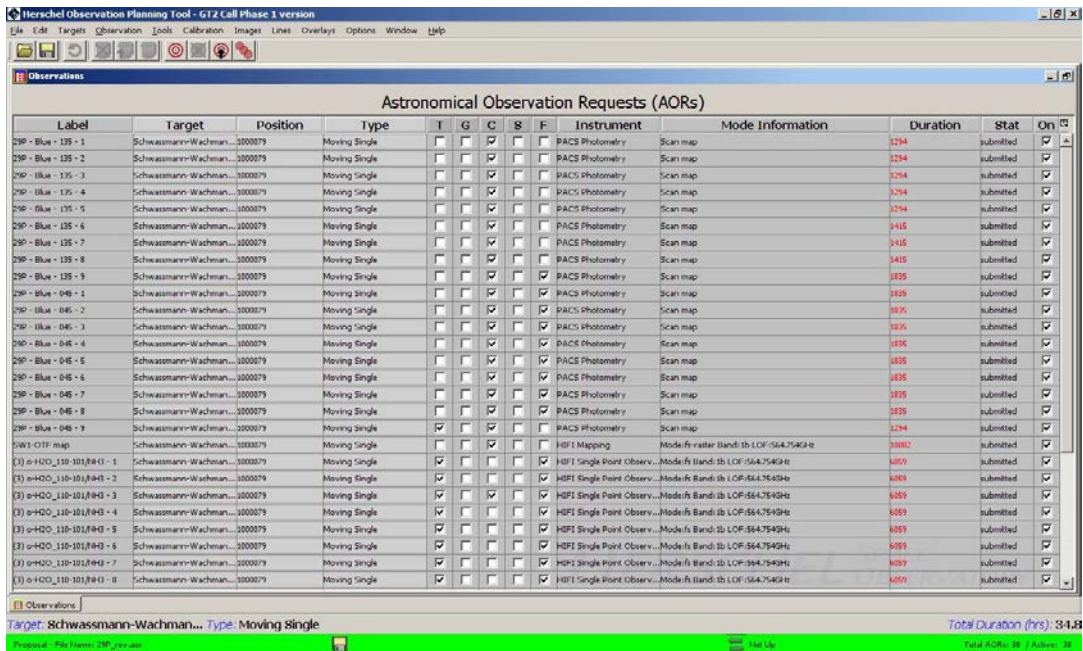 Herschel Observation Planning Tool - GT2 Call Phase 1 version
File Edit Targets Observation Tools Calibration Images Lines Overlays Options Window Help
Observations
Astronomical Observation Requests (AORs)
Label Target Position Type T G C S F Instrument Mode Information Duration Stat On
29P - Blue - 135 - 1 Schwassmann-Wachman... 1000079 Moving Single PACS Photometry Scan map 1294 submitted
29P - Blue - 135 - 2 Schwassmann-Wachman... 1000079 Moving Single PACS Photometry Scan map 1294 submitted
29P - Blue - 135 - 3 Schwassmann-Wachman... 1000079 Moving Single PACS Photometry Scan map 1294 submitted
29P - Blue - 135 - 4 Schwassmann-Wachman... 1000079 Moving Single PACS Photometry Scan map 1294 submitted
29P - Blue - 135 - 5 Schwassmann-Wachman... 1000079 Moving Single PACS Photometry Scan map 1294 submitted
29P - Blue - 135 - 6 Schwassmann-Wachman... 1000079 Moving Single PACS Photometry Scan map 1415 submitted
29P - Blue - 135 - 7 Schwassmann-Wachman... 1000079 Moving Single PACS Photometry Scan map 1415 submitted
29P - Blue - 135 - 8 Schwassmann-Wachman... 1000079 Moving Single PACS Photometry Scan map 1415 submitted
29P - Blue - 135 - 9 Schwassmann-Wachman... 1000079 Moving Single PACS Photometry Scan map 1835 submitted
29P - Blue - 045 - 1 Schwassmann-Wachman... 1000079 Moving Single PACS Photometry Scan map 1835 submitted
29P - Blue - 045 - 2 Schwassmann-Wachman... 1000079 Moving Single PACS Photometry Scan map 1835 submitted
29P - Blue - 045 - 3 Schwassmann-Wachman... 1000079 Moving Single PACS Photometry Scan map 1835 submitted
29P - Blue - 045 - 4 Schwassmann-Wachman... 1000079 Moving Single PACS Photometry Scan map 1835 submitted
29P - Blue - 045 - 5 Schwassmann-Wachman... 1000079 Moving Single PACS Photometry Scan map 1835 submitted
29P - Blue - 045 - 6 Schwassmann-Wachman... 1000079 Moving Single PACS Photometry Scan map 1835 submitted
29P - Blue - 045 - 7 Schwassmann-Wachman... 1000079 Moving Single PACS Photometry Scan map 1835 submitted
29P - Blue - 045 - 8 Schwassmann-Wachman... 1000079 Moving Single PACS Photometry Scan map 1835 submitted
29P - Blue - 045 - 9 Schwassmann-Wachman... 1000079 Moving Single PACS Photometry Scan map 1294 submitted
SW1-OTF map Schwassmann-Wachman... 1000079 Moving Single HIFI Mapping Mode:fs-raster Band:1b LOF:564.754GHz submitted
(3) o-H2O_110-101/NH3 - 1 Schwassmann-Wachman... 1000079 Moving Single HIFI Single Point Observ... Mode:fs Band:1b LOF:564.754GHz 6059 submitted
(3) o-H2O_110-101/NH3 - 2 Schwassmann-Wachman... 1000079 Moving Single HIFI Single Point Observ... Mode:fs Band:1b LOF:564.754GHz 6059 submitted
(3) o-H2O_110-101/NH3 - 3 Schwassmann-Wachman... 1000079 Moving Single HIFI Single Point Observ... Mode:fs Band:1b LOF:564.754GHz 6059 submitted
(3) o-H2O_110-101/NH3 - 4 Schwassmann-Wachman... 1000079 Moving Single HIFI Single Point Observ... Mode:fs Band:1b LOF:564.754GHz 6059 submitted
(3) o-H2O_110-101/NH3 - 5 Schwassmann-Wachman... 1000079 Moving Single HIFI Single Point Observ... Mode:fs Band:1b LOF:564.754GHz 6059 submitted
(3) o-H2O_110-101/NH3 - 6 Schwassmann-Wachman... 1000079 Moving Single HIFI Single Point Observ... Mode:fs Band:1b LOF:564.754GHz 6059 submitted
(3) o-H2O_110-101/NH3 - 7 Schwassmann-Wachman... 1000079 Moving Single HIFI Single Point Observ... Mode:fs Band:1b LOF:564.754GHz 6059 submitted
(3) o-H2O_110-101/NH3 - 8 Schwassmann-Wachman... 1000079 Moving Single HIFI Single Point Observ... Mode:fs Band:1b LOF:564.754GHz 6059 submitted
Observations
Target: Schwassmann-Wachman... Type: Moving Single Total Duration (hrs): 34.8
Proposal - File Name: 29P_rev.aor Net Up Total AORs: 38 / Active: 38